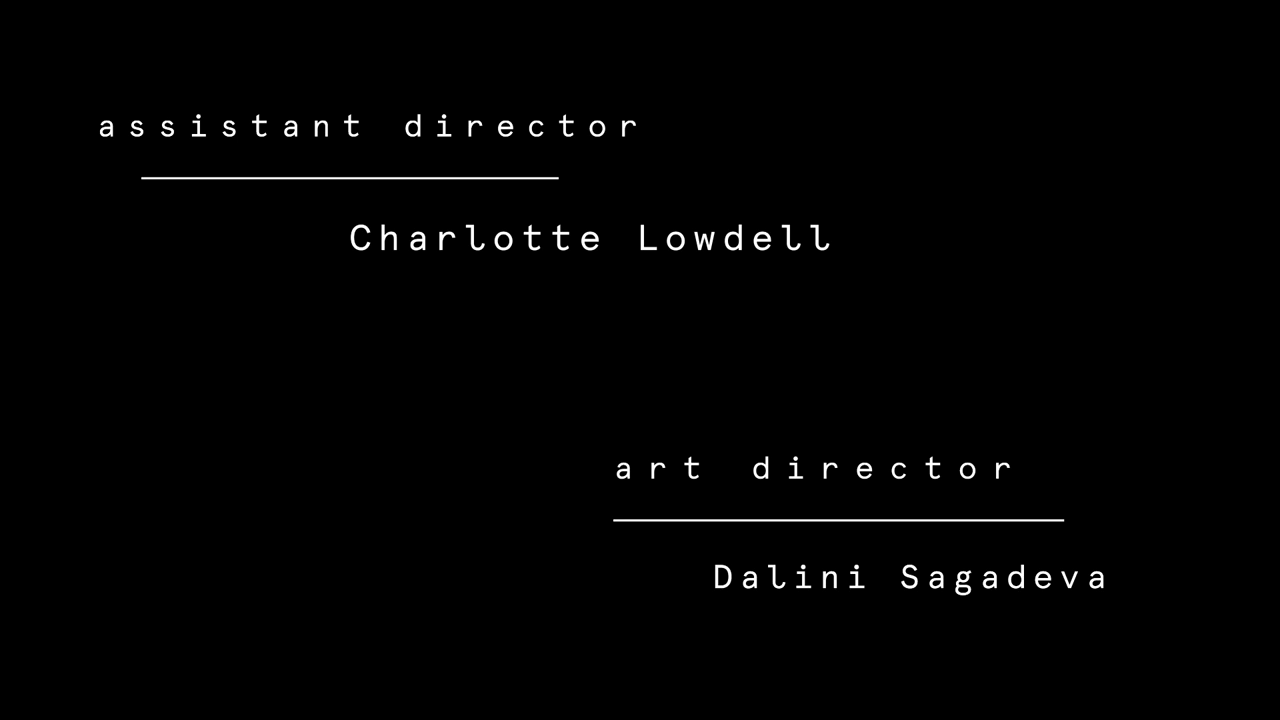 assistant director
Charlotte Lowdell
art director
Dalini Sagadeva